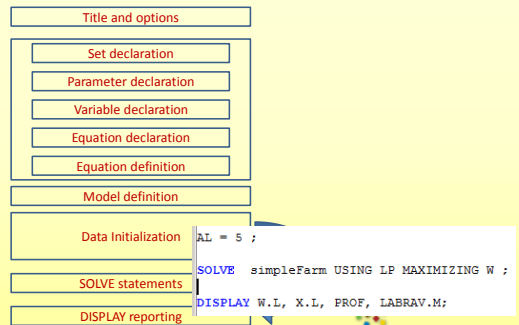 Title and options
Set declaration
Parameter declaration
Variable declaration
Equation declaration
Equation definition
Model definition
Data Initialization
AL = 5 ;
SOLVE simpleFarm USING LP MAXIMIZING W ;
SOLVE statements
DISPLAY W.L, X.L, PROF, LABRAV.M;
DISPLAY reporting